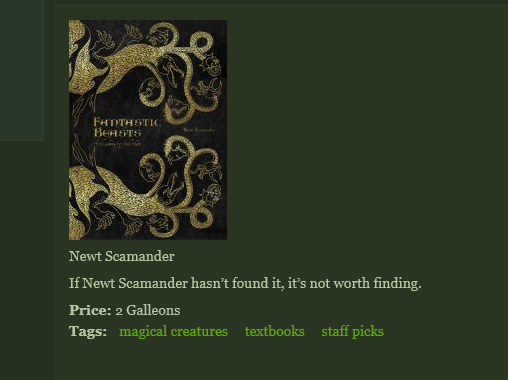 FANTASTIC
BEASTS
Newt Scamander
Newt Scamander
If Newt Scamander hasn’t found it, it’s not worth finding.
Price: 2 Galleons
Tags: magical creatures textbooks staff picks